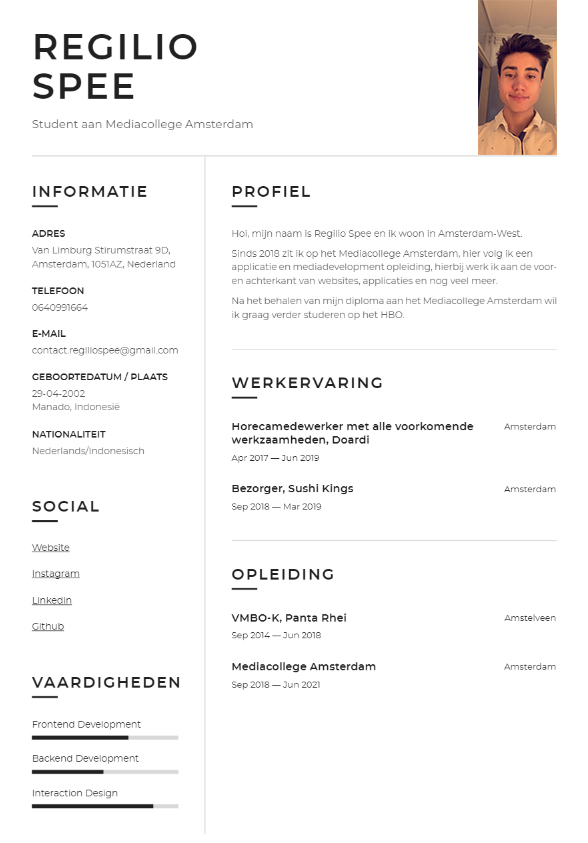 REGILIO
SPEE
Student aan Mediacollege Amsterdam
INFORMATIE
ADRES
Van Limburg Stirumstraat 9D,
Amsterdam, 1051AZ, Nederland
TELEFOON
0640991664
E-MAIL
contact.regiliospee@gmail.com
GEBOORTEDATUM / PLAATS
29-04-2002
Manado, Indonesië
NATIONALITEIT
Nederlands/Indonesisch
SOCIAL
Website
Instagram
Linkedin
Github
VAARDIGHEDEN
Frontend Development
Backend Development
Interaction Design
PROFIEL
Hoi, mijn naam is Regilio Spee en ik woon in Amsterdam-West.
Sinds 2018 zit ik op het Mediacollege Amsterdam, hier volg ik een
applicatie en mediadevelopment opleiding, hierbij werk ik aan de voor-
en achterkant van websites, applicaties en nog veel meer.
Na het behalen van mijn diploma aan het Mediacollege Amsterdam wil
ik graag verder studeren op het HBO.
WERKERVARING
Horecamedewerker met alle voorkomende
werkzaamheden, Doardi
Amsterdam
Apr 2017 — Jun 2019
Bezorger, Sushi Kings
Amsterdam
Sep 2018 — Mar 2019
OPLEIDING
VMBO-K, Panta Rhei
Amstelveen
Sep 2014 — Jun 2018
Mediacollege Amsterdam
Amsterdam
Sep 2018 — Jun 2021